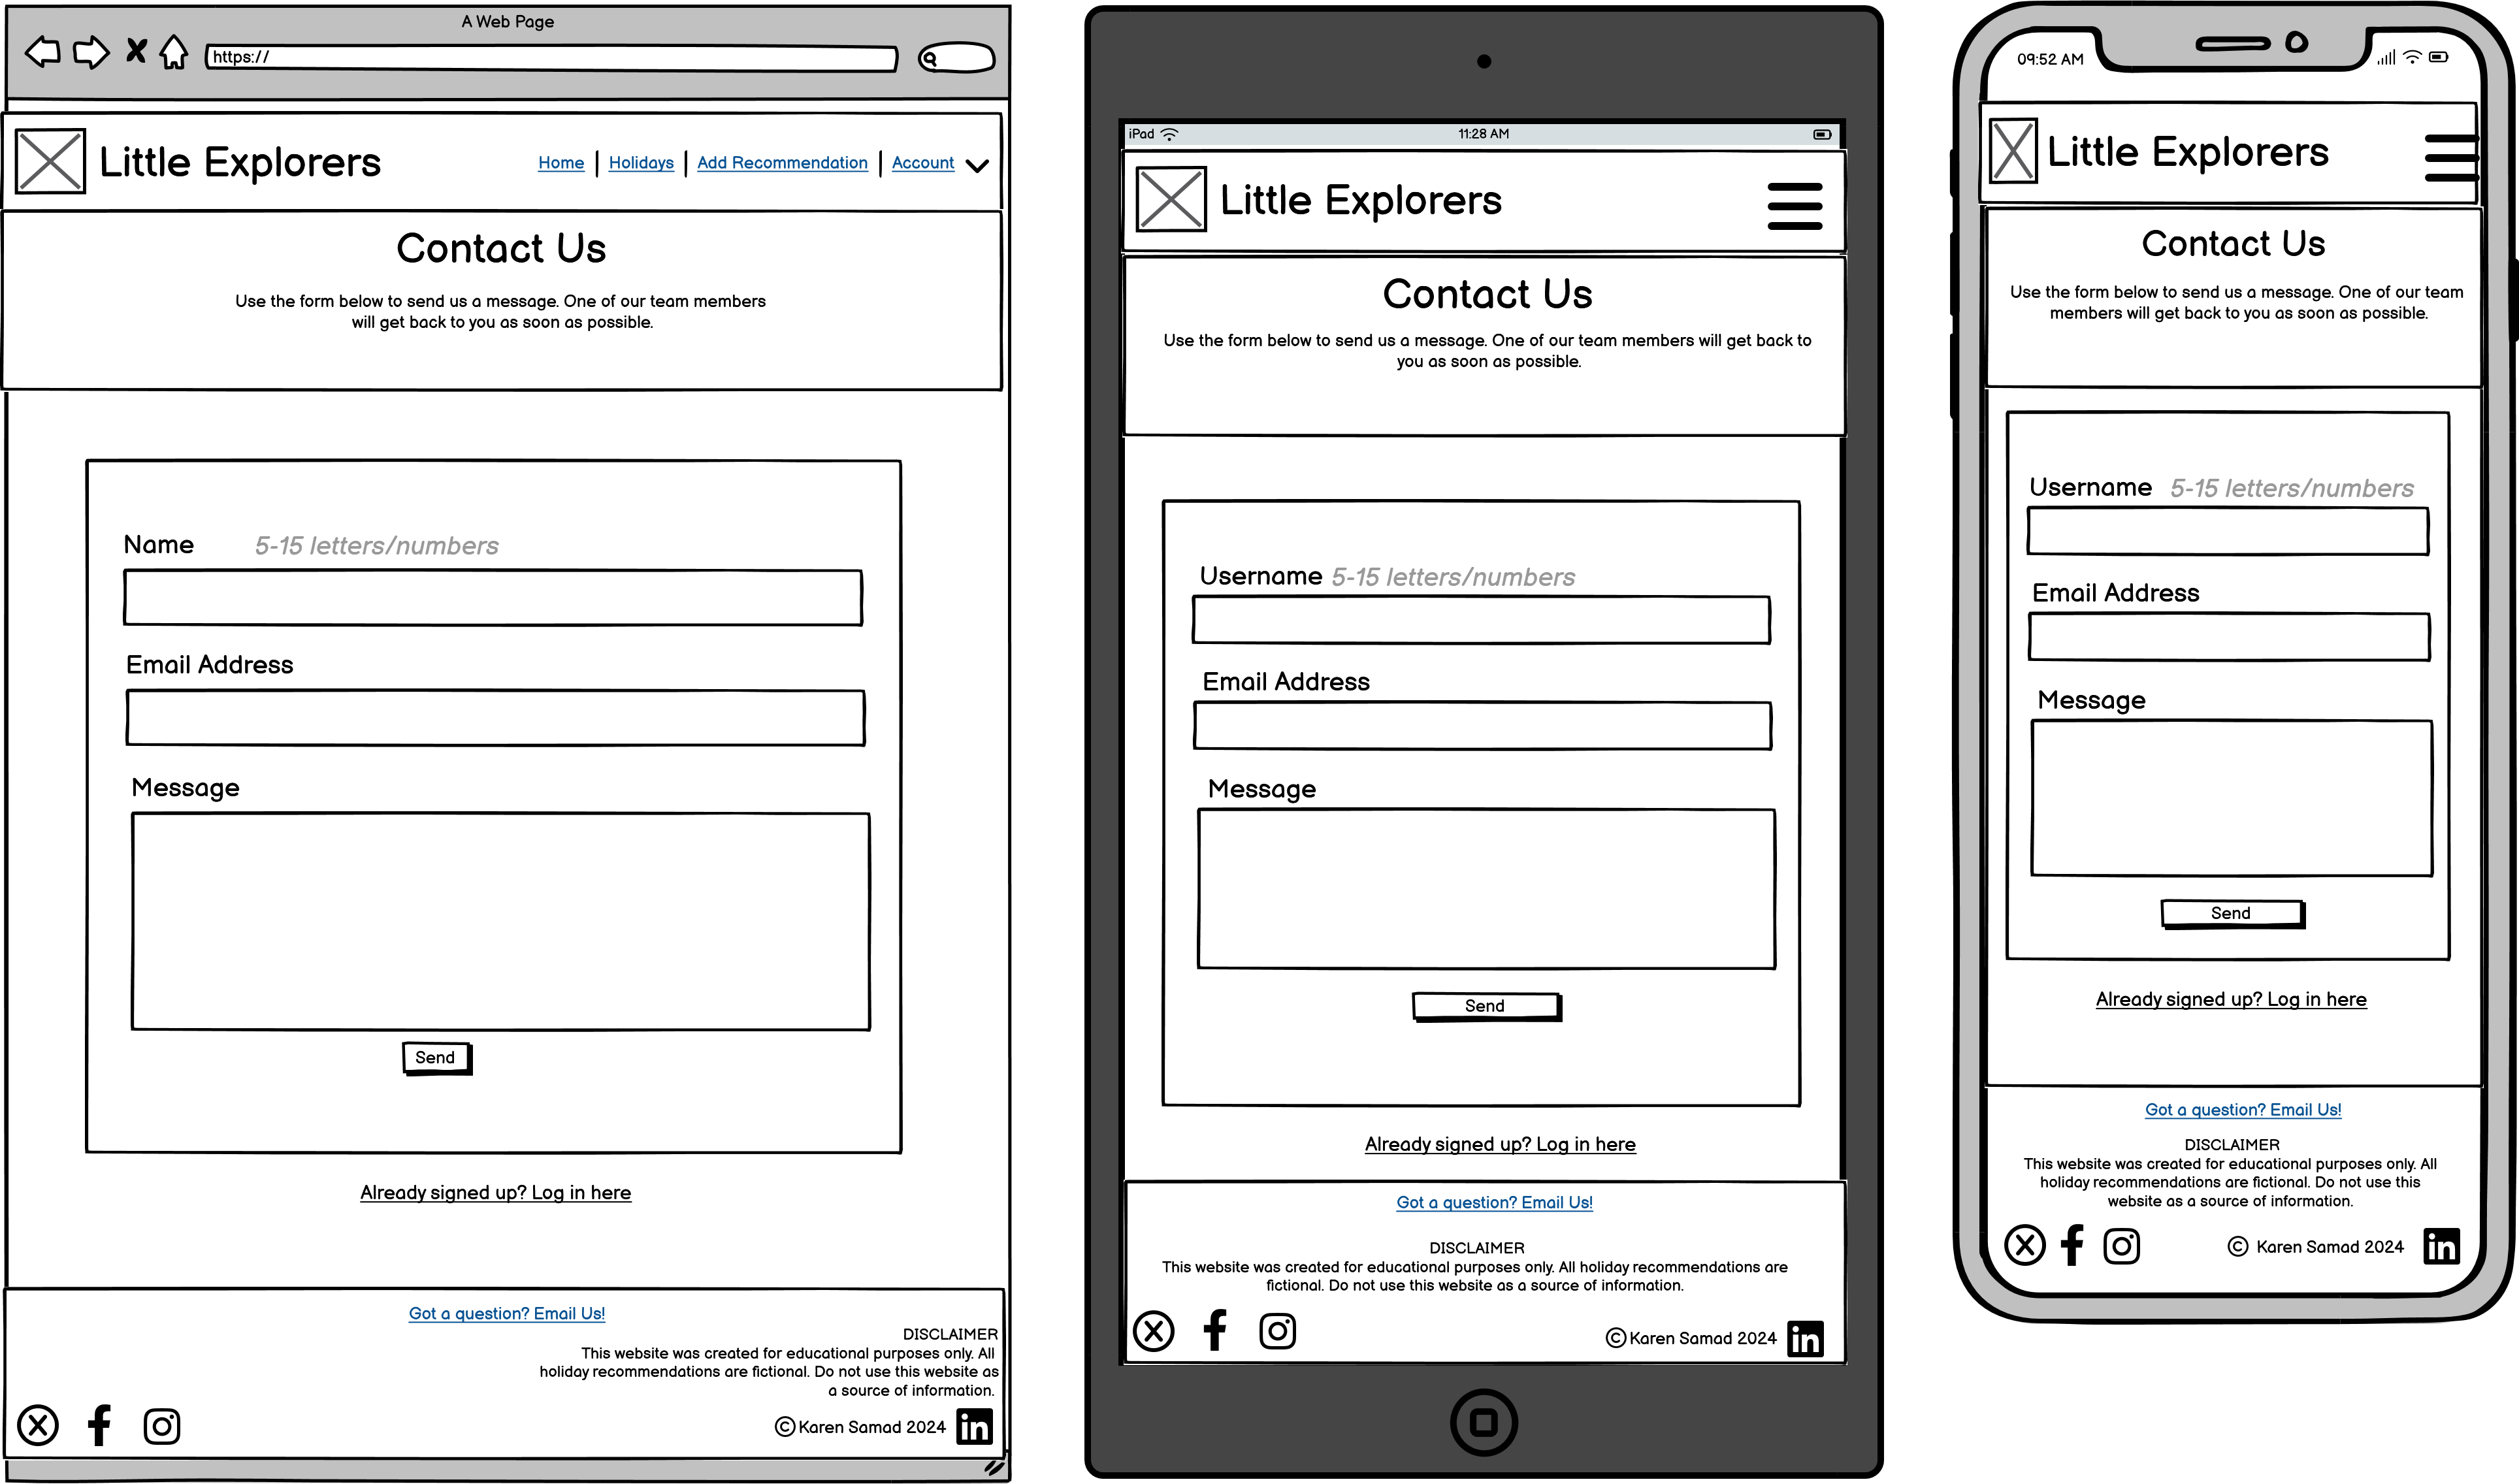 A Web Page
https://
Little Explorers
Home | Holidays | Add Recommendation | Account
Contact Us
Use the form below to send us a message. One of our team members
will get back to you as soon as possible.
Name 5-15 letters/numbers
Email Address
Message
Send
Already signed up? Log in here
Got a question? Email Us!
DISCLAIMER
This website was created for educational purposes only. All
holiday recommendations are fictional. Do not use this website as
a source of information.
© Karen Samad 2024
iPad 11:28 AM
Little Explorers
Contact Us
Use the form below to send us a message. One of our team members will get back to
you as soon as possible.
Username 5-15 letters/numbers
Email Address
Message
Send
Already signed up? Log in here
Got a question? Email Us!
DISCLAIMER
This website was created for educational purposes only. All holiday recommendations are
fictional. Do not use this website as a source of information.
© Karen Samad 2024
09:52 AM
Little Explorers
Contact Us
Use the form below to send us a message. One of our team
members will get back to you as soon as possible.
Username 5-15 letters/numbers
Email Address
Message
Send
Already signed up? Log in here
Got a question? Email Us!
DISCLAIMER
This website was created for educational purposes only. All
holiday recommendations are fictional. Do not use this
website as a source of information.
© Karen Samad 2024